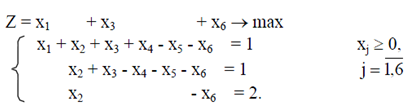 Z = x₁ + x₃ + x₆ → max
x₁ + x₂ + x₃ + x₄ - x₅ - x₆ = 1 xⱼ ≥ 0,
x₂ + x₃ - x₄ - x₅ - x₆ = 1 j = 1,6
x₂ - x₆ = 2.